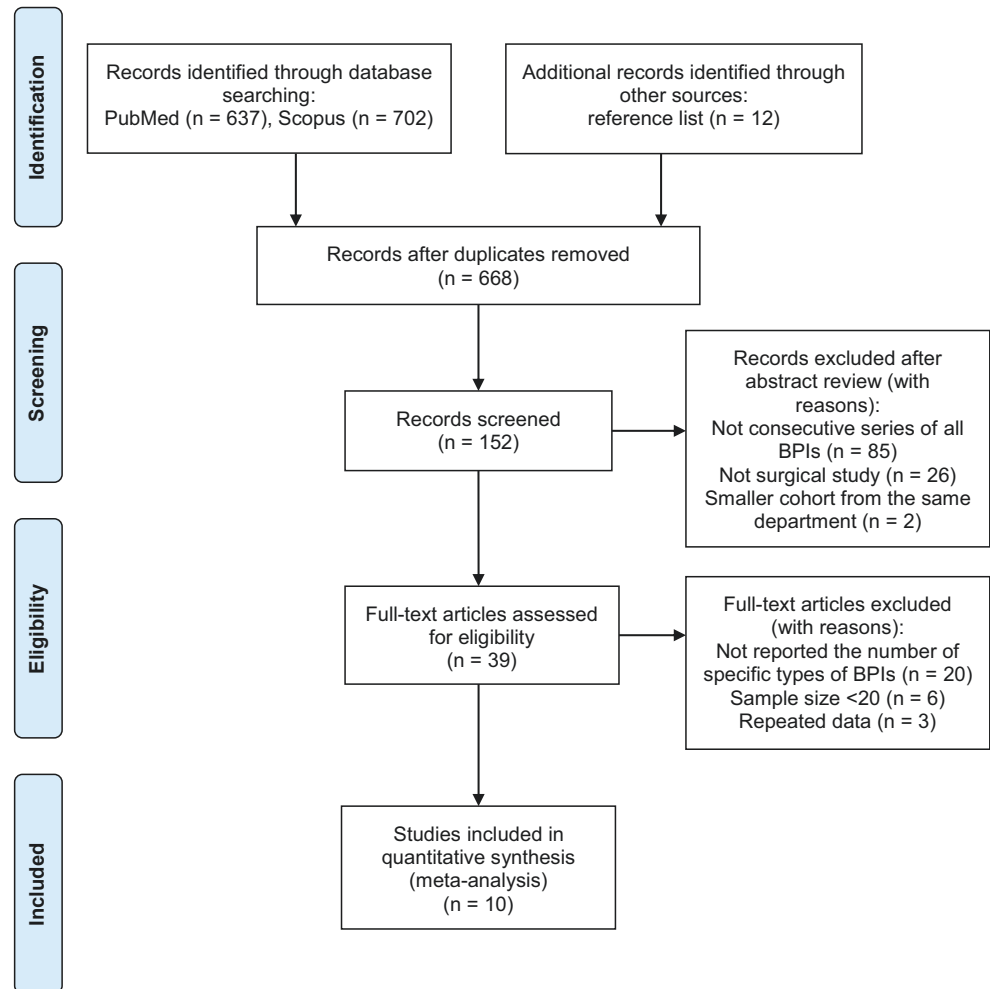 Identification
Records identified through database
searching:
PubMed (n = 637), Scopus (n = 702)
Additional records identified through
other sources:
reference list (n = 12)
Records after duplicates removed
(n = 668)
Screening
Records screened
(n = 152)
Records excluded after
abstract review (with
reasons):
Not consecutive series of all
BPIs (n = 85)
Not surgical study (n = 26)
Smaller cohort from the same
department (n = 2)
Eligibility
Full-text articles assessed
for eligibility
(n = 39)
Full-text articles excluded
(with reasons):
Not reported the number of
specific types of BPIs (n = 20)
Sample size <20 (n = 6)
Repeated data (n = 3)
Included
Studies included in
quantitative synthesis
(meta-analysis)
(n = 10)